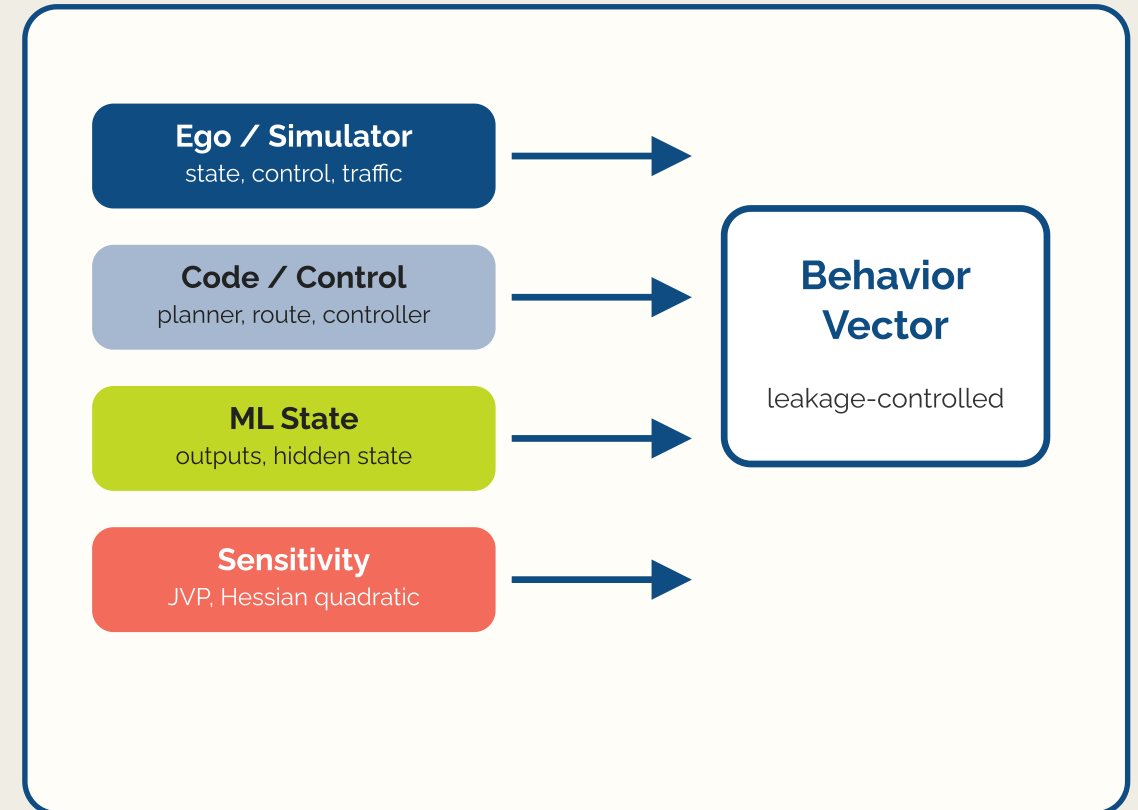 Ego / Simulator
state, control, traffic
Code / Control
planner, route, controller
ML State
outputs, hidden state
Sensitivity
JVP, Hessian quadratic
Behavior
Vector
leakage-controlled